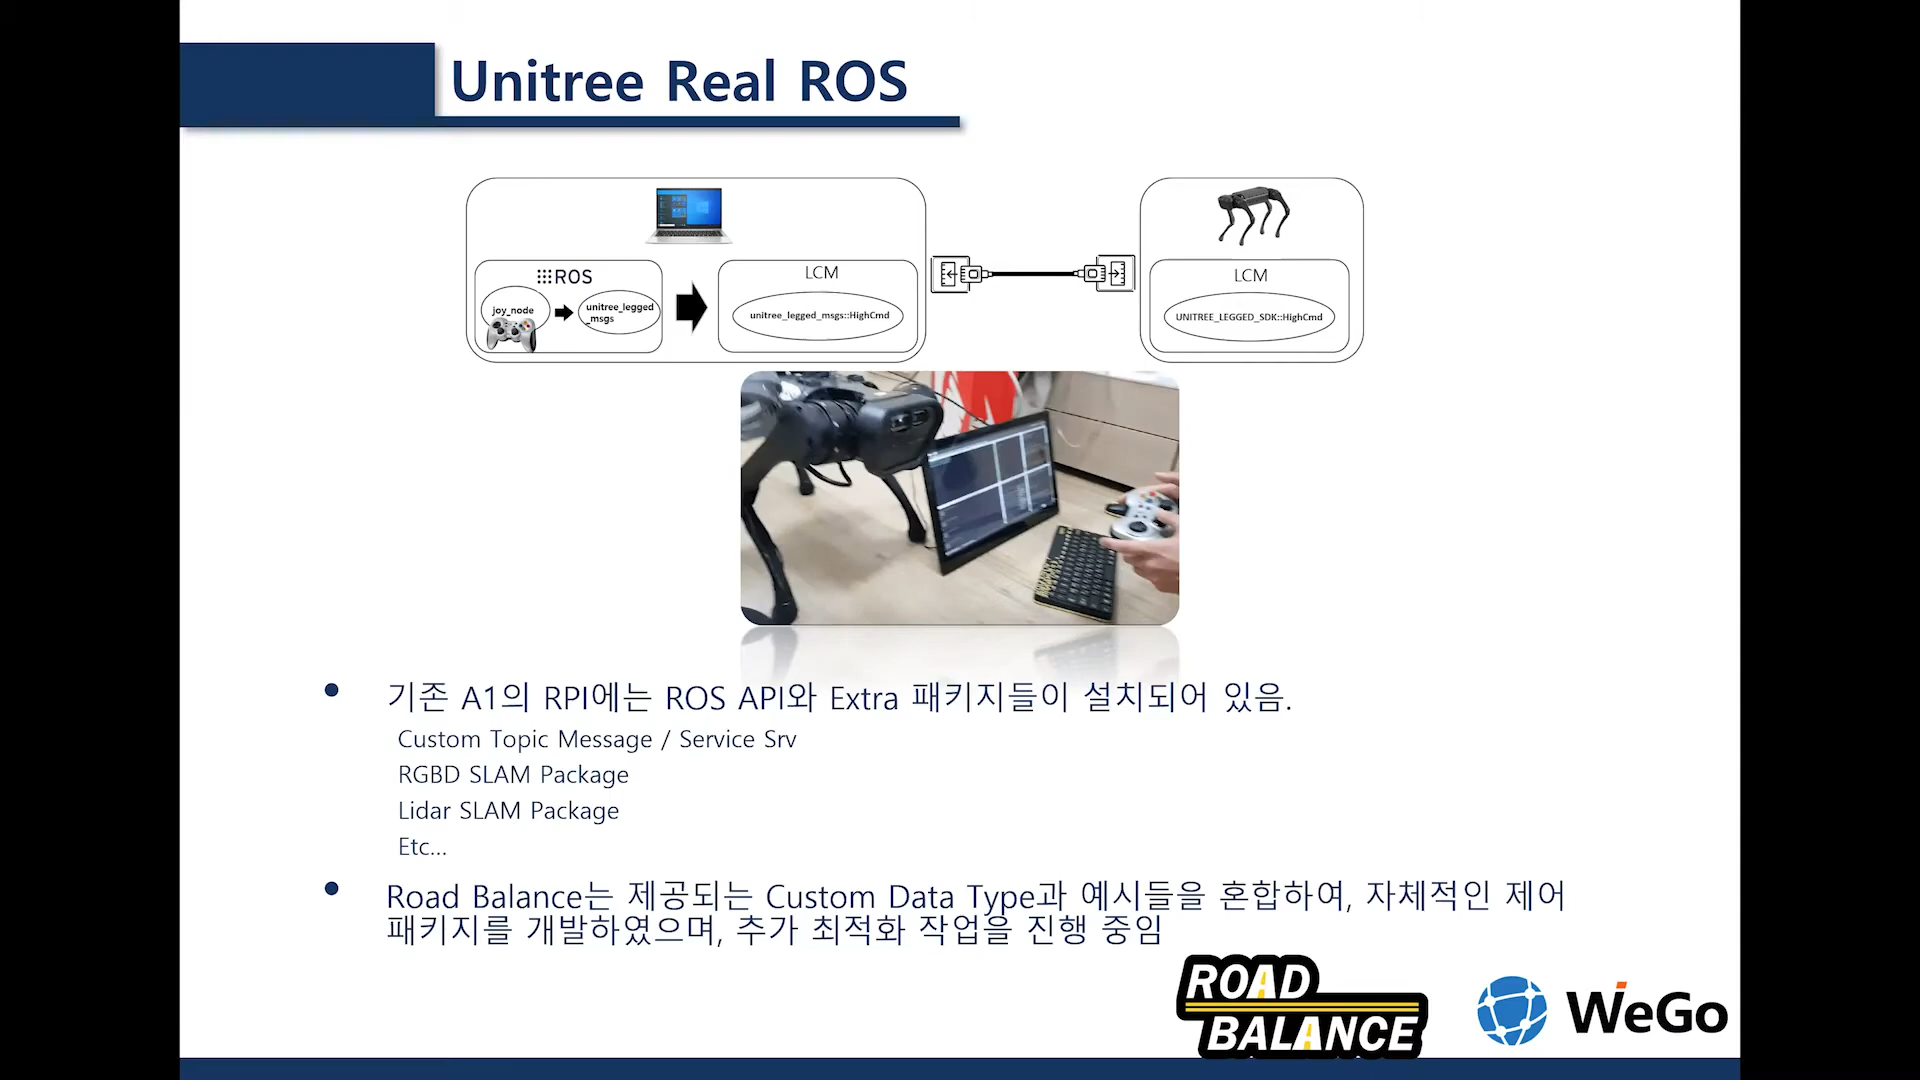 Unitree Real ROS
ROS
joy_node
unitree_legged
_msgs
LCM
unitree_legged_msgs::HighCmd
LCM
UNITREE_LEGGED_SDK::HighCmd
기존 A1의 RPI에는 ROS API와 Extra 패키지들이 설치되어 있음.
Custom Topic Message / Service Srv
RGBD SLAM Package
Lidar SLAM Package
Etc...
Road Balance는 제공되는 Custom Data Type과 예시들을 혼합하여, 자체적인 제어
패키지를 개발하였으며, 추가 최적화 작업을 진행 중임
ROAD
BALANCE
WeGo